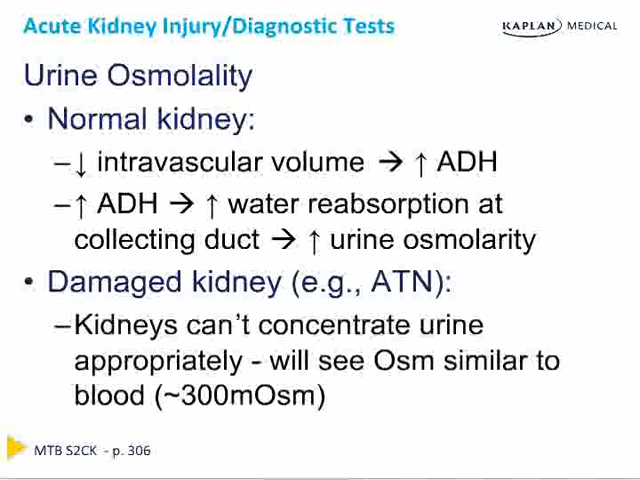 Acute Kidney Injury/Diagnostic Tests
KAPLAN MEDICAL
Urine Osmolality
• Normal kidney:
–↓ intravascular volume → ↑ ADH
–↑ ADH → ↑ water reabsorption at
collecting duct → ↑ urine osmolarity
• Damaged kidney (e.g., ATN):
–Kidneys can't concentrate urine
appropriately - will see Osm similar to
blood (~300mOsm)
MTB S2CK - p. 306